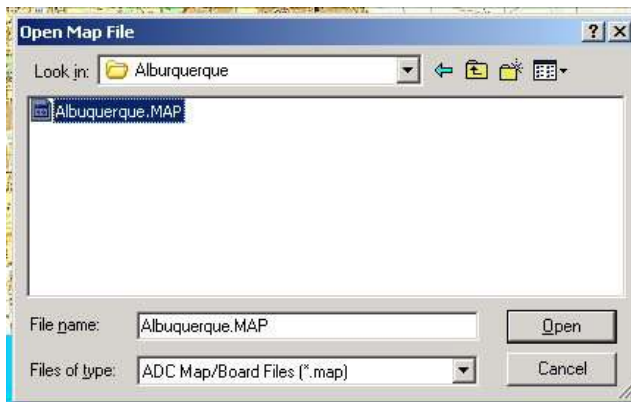 Open Map File
Look in: Alburquerque
Albuquerque.MAP
File name: Albuquerque.MAP Open
Files of type: ADC Map/Board Files (*.map) Cancel